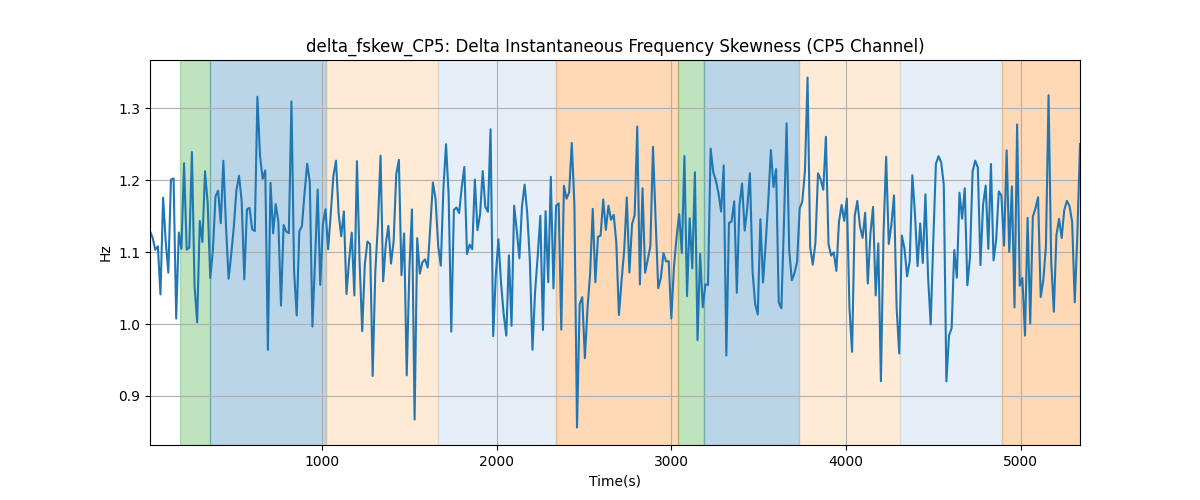 delta_fskew_CP5: Delta Instantaneous Frequency Skewness (CP5 Channel)
1.3
1.2
1.1
1.0
0.9
Hz
1000 2000 3000 4000 5000
Time(s)